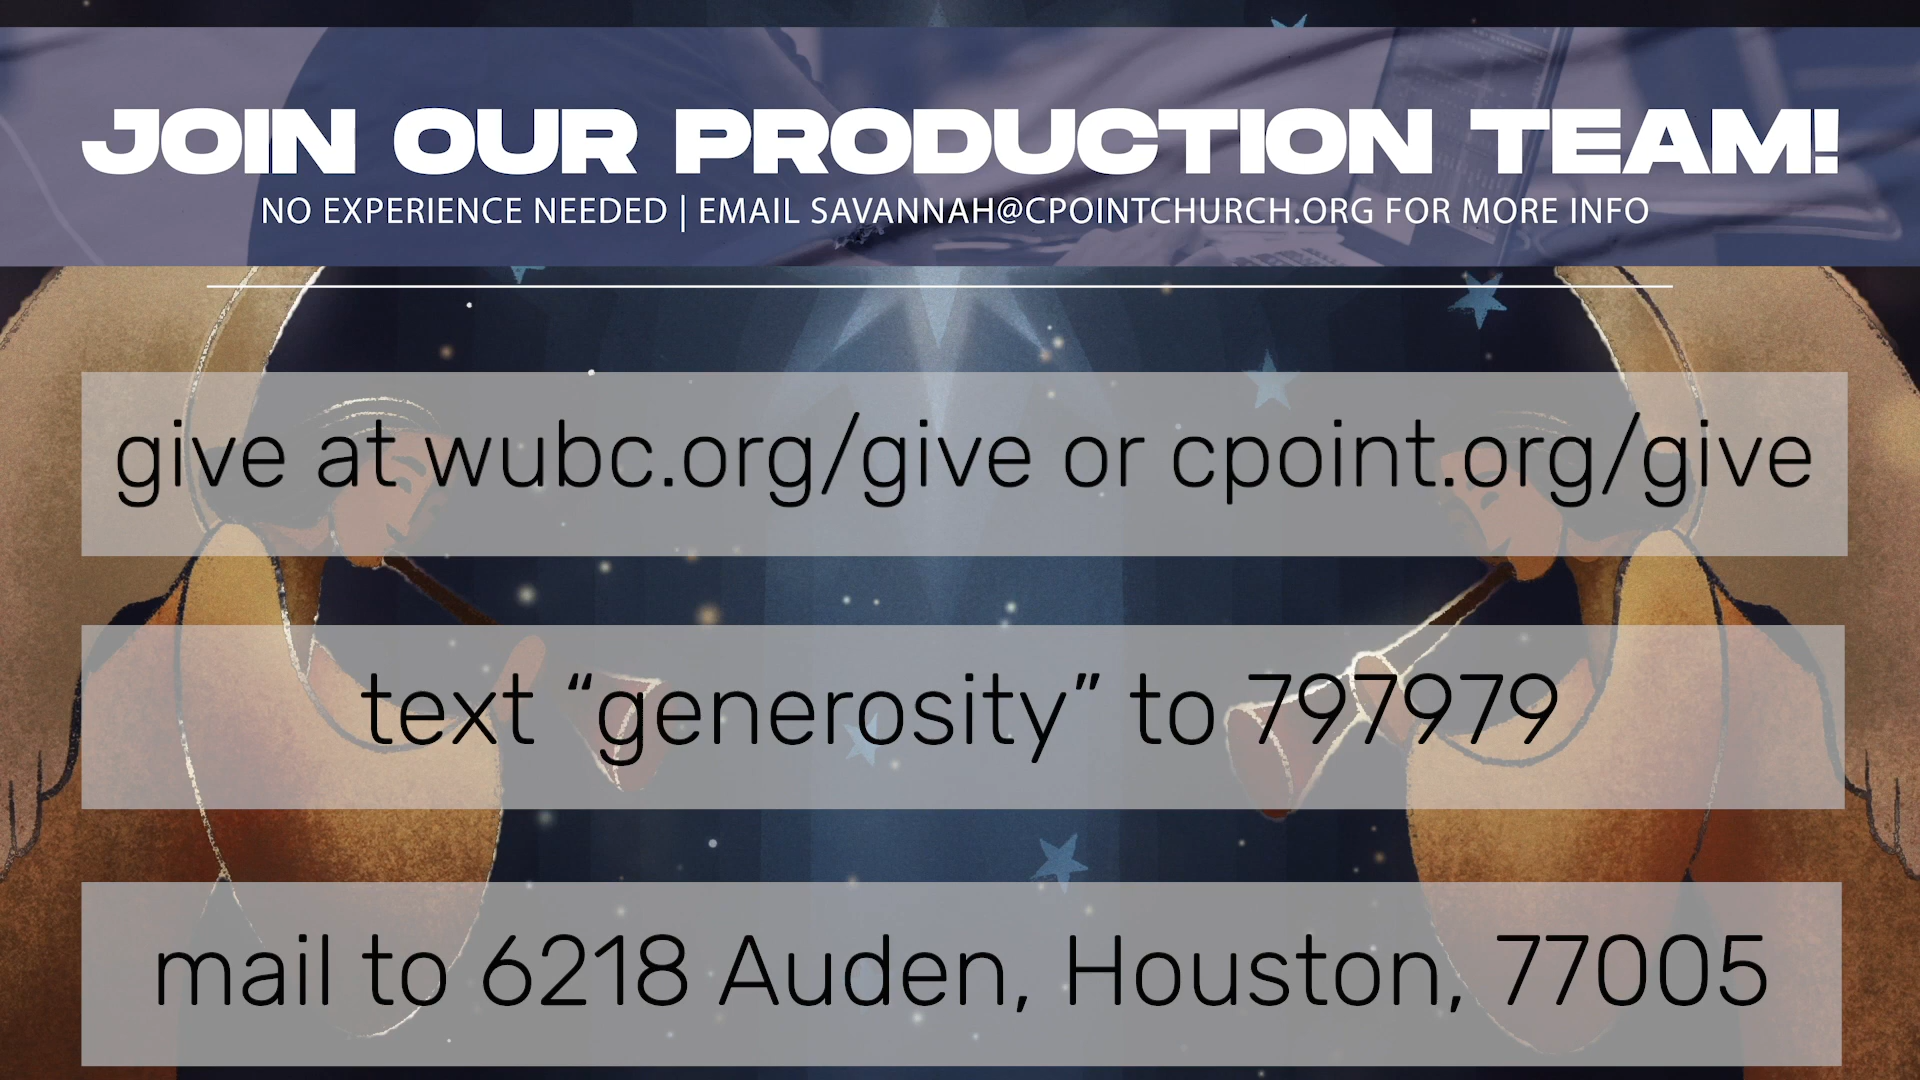 JOIN OUR PRODUCTION TEAM!
NO EXPERIENCE NEEDED | EMAIL SAVANNAH@CPOINTCHURCH.ORG FOR MORE INFO
give at wubc.org/give or cpoint.org/give
text “generosity” to 797979
mail to 6218 Auden, Houston, 77005